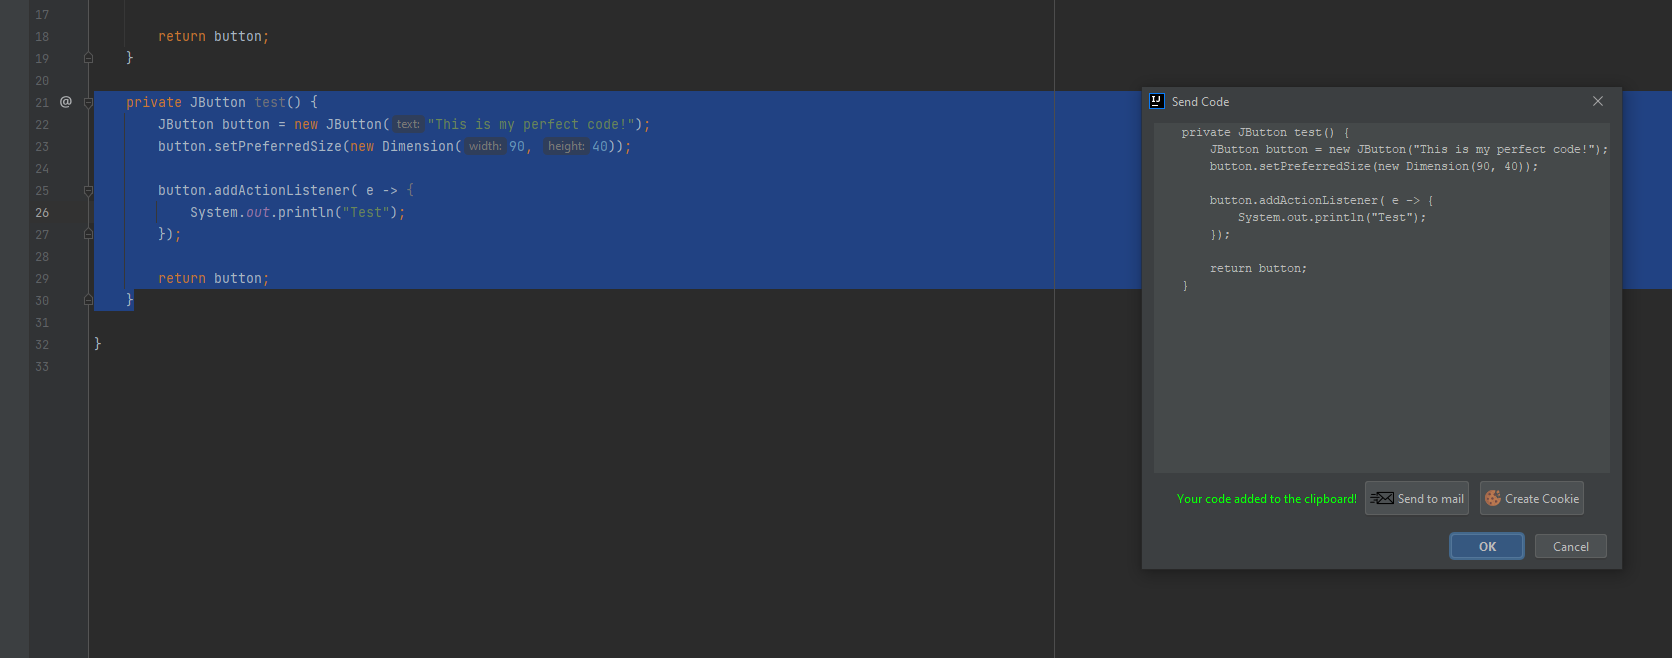 17
18 return button;
19 }
20
21 @ private JButton test() {
22 JButton button = new JButton( text: "This is my perfect code!");
23 button.setPreferredSize(new Dimension( width: 90, height: 40));
24
25 button.addActionListener( e -> {
26 System.out.println("Test");
27 });
28
29 return button;
30 }
31
32 }
33
IJ Send Code
private JButton test() {
JButton button = new JButton("This is my perfect code!");
button.setPreferredSize(new Dimension(90, 40));
button.addActionListener( e -> {
System.out.println("Test");
});
return button;
}
Your code added to the clipboard! Send to mail Create Cookie
OK Cancel